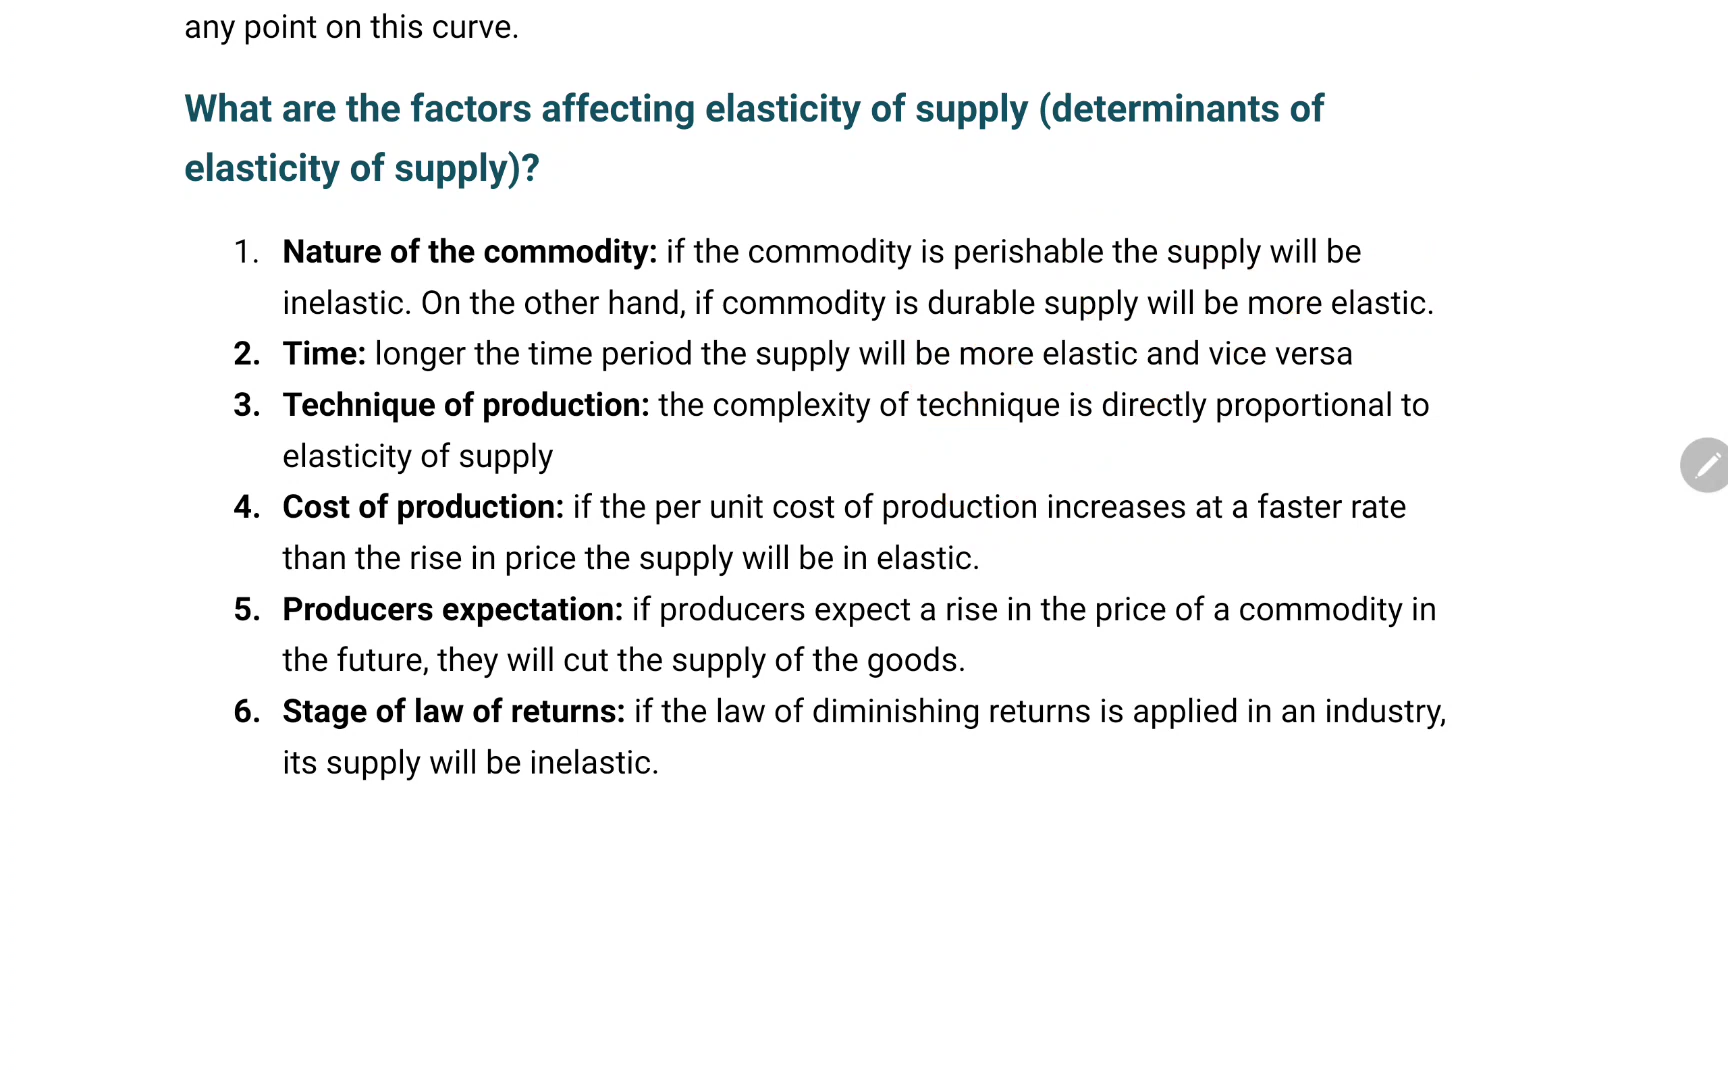 any point on this curve.
What are the factors affecting elasticity of supply (determinants of
elasticity of supply)?
1. Nature of the commodity: if the commodity is perishable the supply will be
inelastic. On the other hand, if commodity is durable supply will be more elastic.
2. Time: longer the time period the supply will be more elastic and vice versa
3. Technique of production: the complexity of technique is directly proportional to
elasticity of supply
4. Cost of production: if the per unit cost of production increases at a faster rate
than the rise in price the supply will be in elastic.
5. Producers expectation: if producers expect a rise in the price of a commodity in
the future, they will cut the supply of the goods.
6. Stage of law of returns: if the law of diminishing returns is applied in an industry,
its supply will be inelastic.